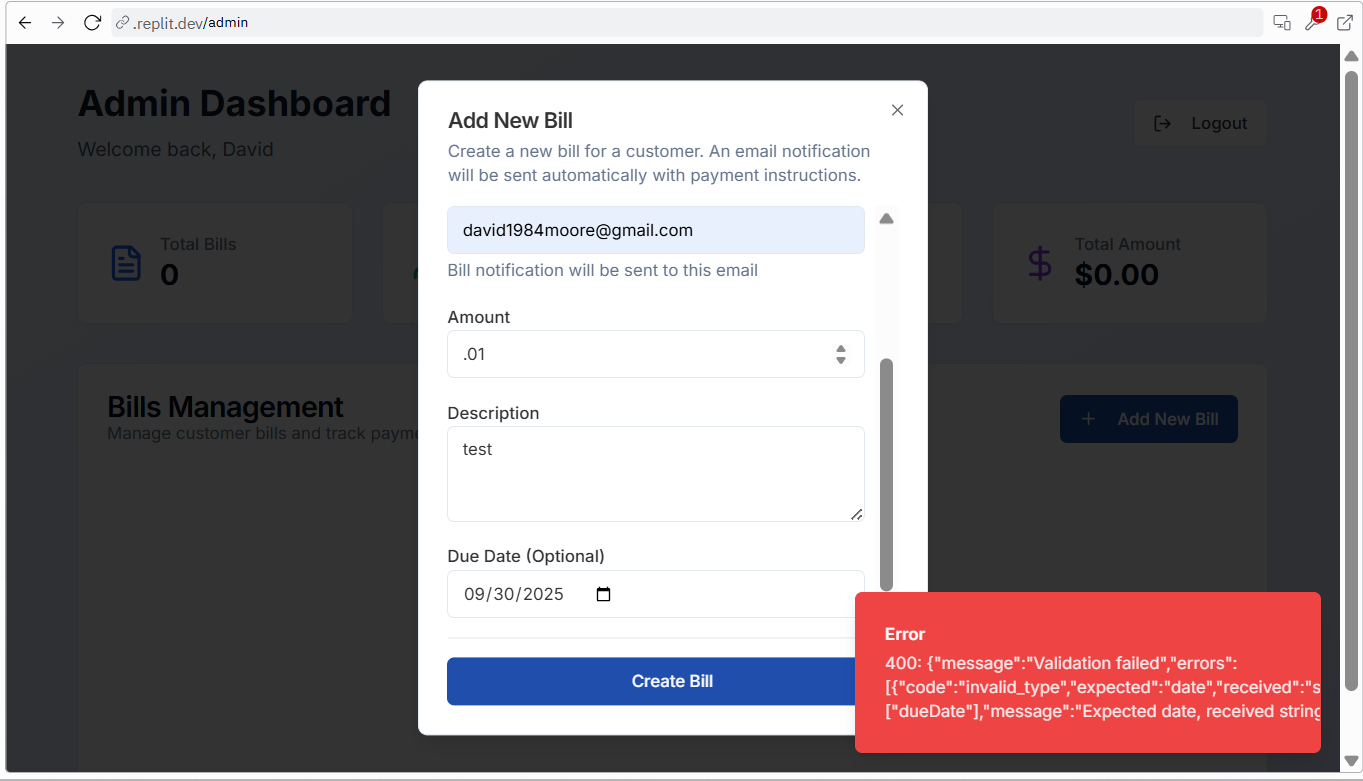 .replit.dev/admin
1
Admin Dashboard
Welcome back, David
Logout
Total Bills
0
Total Amount
$0.00
Bills Management
Manage customer bills and track payme
Add New Bill
Add New Bill
Create a new bill for a customer. An email notification
will be sent automatically with payment instructions.
david1984moore@gmail.com
Bill notification will be sent to this email
Amount
.01
Description
test
Due Date (Optional)
09/30/2025
Create Bill
Error
400: {"message":"Validation failed","errors":
[{"code":"invalid_type","expected":"date","received":"s
["dueDate"],"message":"Expected date, received string